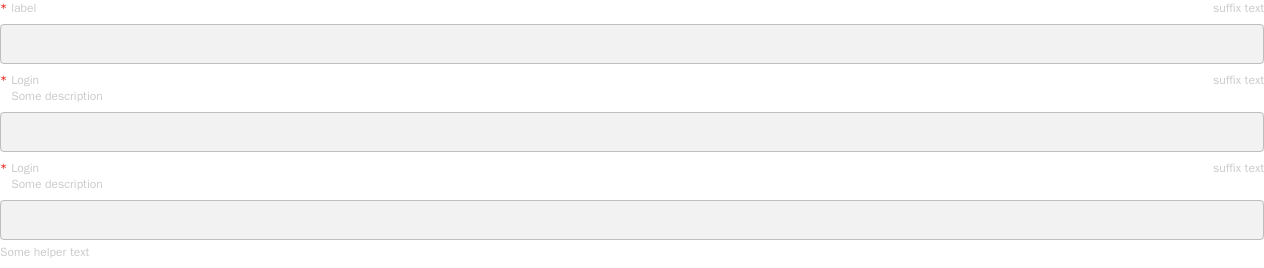 * label suffix text
* Login suffix text
Some description
* Login suffix text
Some description
Some helper text